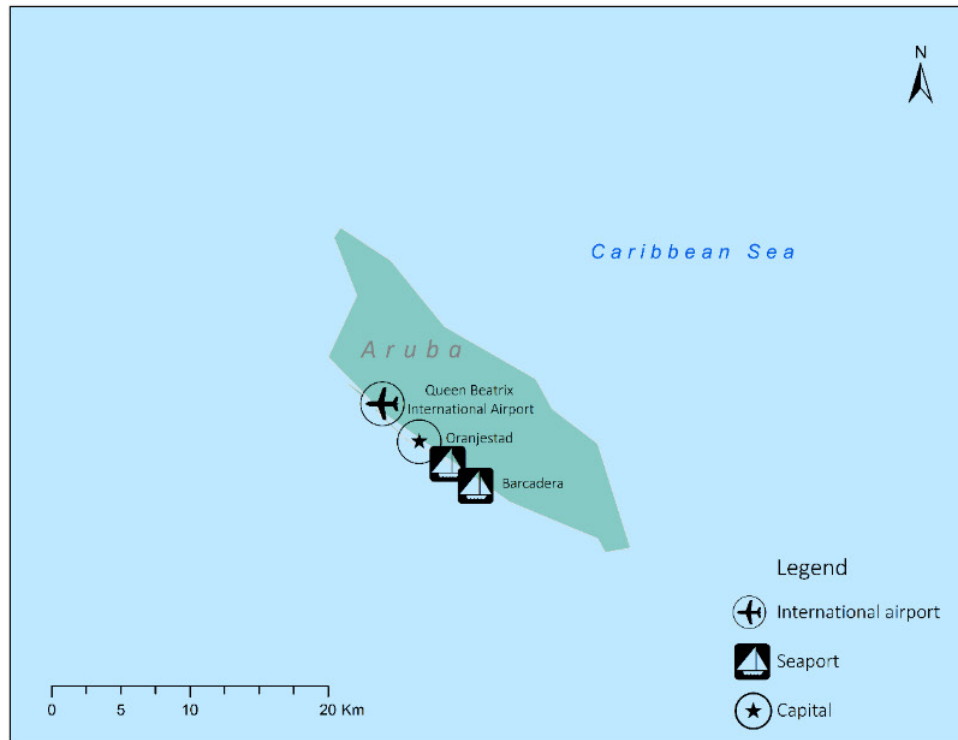 N
Caribbean Sea
Aruba
Queen Beatrix
International Airport
Oranjestad
Barcadera
Legend
International airport
Seaport
Capital
0 5 10 20 Km